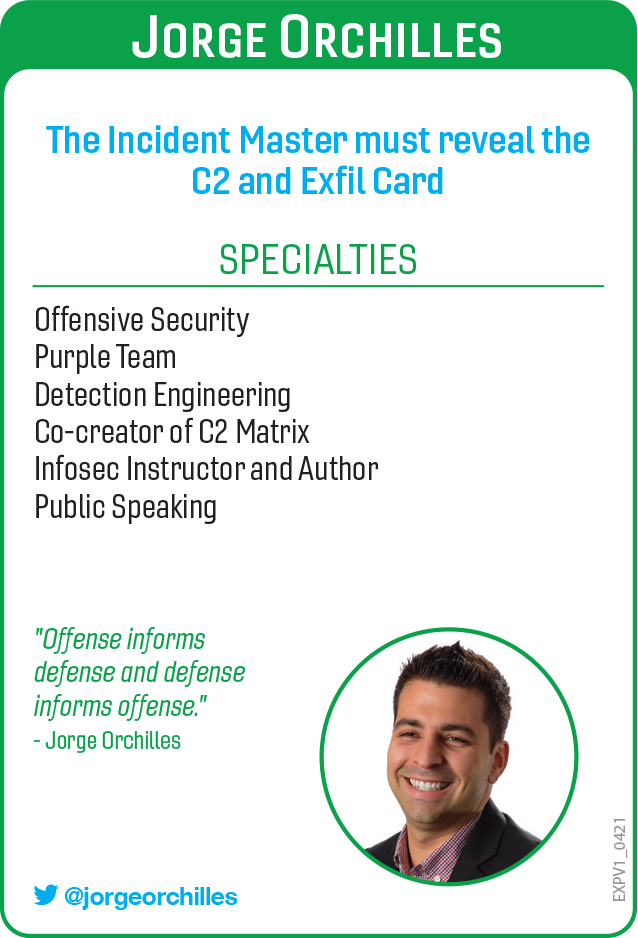 JORGE ORCHILLES
The Incident Master must reveal the
C2 and Exfil Card
SPECIALTIES
Offensive Security
Purple Team
Detection Engineering
Co-creator of C2 Matrix
Infosec Instructor and Author
Public Speaking
"Offense informs
defense and defense
informs offense."
- Jorge Orchilles
@jorgeorchilles
EXPV1_0421